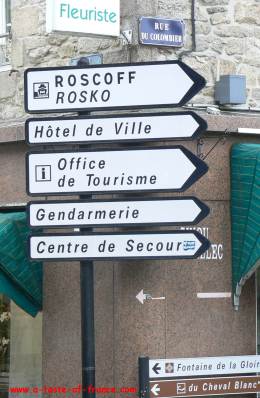 Fleuriste
RUE
DU COLOMBIER
ROSCOFF
ROSKO
Hôtel de Ville
Office
de Tourisme
i
Gendarmerie
Centre de Secours
Fontaine de la Gloire
du Cheval Blanc
www.a-taste-of-france.com